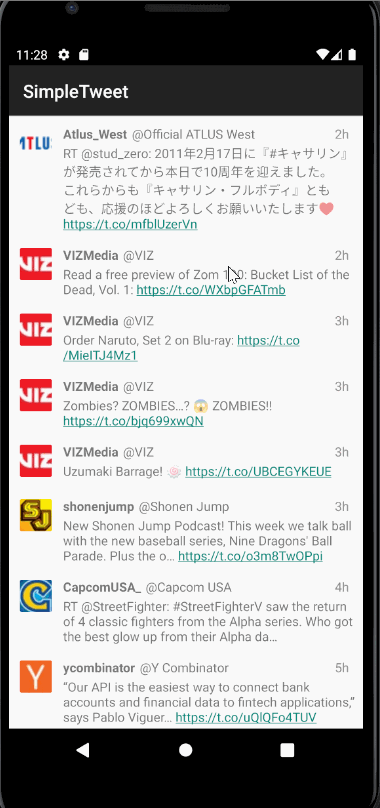 11:28
SimpleTweet
Atlus_West @Official ATLUS West 2h
RT @stud_zero: 2011年2月17日に『#キャサリン』
が発売されてから本日で10周年を迎えました。
これらからも『キャサリン・フルボディ』とも
ども、応援のほどよろしくお願いいたします❤
https://t.co/mfblUzerVn
VIZMedia @VIZ 2h
Read a free preview of Zom 100: Bucket List of the
Dead, Vol. 1: https://t.co/WXbpGFATmb
VIZMedia @VIZ 3h
Order Naruto, Set 2 on Blu-ray: https://t.co
/MielTJ4Mz1
VIZMedia @VIZ 3h
Zombies? ZOMBIES...? 😱 ZOMBIES!!
https://t.co/bjq699xwQN
VIZMedia @VIZ 3h
Uzumaki Barrage! 🍥 https://t.co/UBCEGYKEUE
shonenjump @Shonen Jump 3h
New Shonen Jump Podcast! This week we talk ball
with the new baseball series, Nine Dragons' Ball
Parade. Plus the o… https://t.co/o3m8TwOPpi
CapcomUSA_ @Capcom USA 4h
RT @StreetFighter: #StreetFighterV saw the return
of 4 classic fighters from the Alpha series. Who got
the best glow up from their Alpha da…
ycombinator @Y Combinator 5h
“Our API is the easiest way to connect bank
accounts and financial data to fintech applications,”
says Pablo Viguer… https://t.co/uQlQFo4TUV